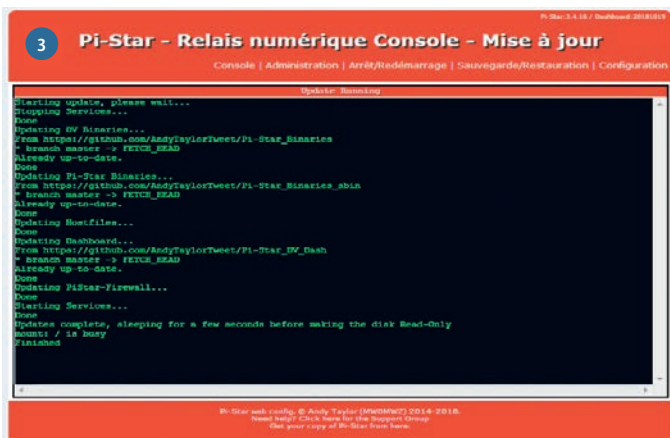 Pi-Star:3.4.16 / Dashboard:20181015
3
Pi-Star - Relais numérique Console - Mise à jour
Console | Administration | Arrêt/Redémarrage | Sauvegarde/Restauration | Configuration
Update Running
Starting update, please wait...
Stopping Services...
Done
Updating DV Binaries...
From https://github.com/AndyTaylorTweet/Pi-Star_Binaries
* branch master -> FETCH_HEAD
Already up-to-date.
Done
Updating Pi-Star Binaries...
From https://github.com/AndyTaylorTweet/Pi-Star_Binaries_sbin
* branch master -> FETCH_HEAD
Already up-to-date.
Done
Updating Hostfiles...
Done
Updating Dashboard...
From https://github.com/AndyTaylorTweet/Pi-Star_DV_Dash
* branch master -> FETCH_HEAD
Already up-to-date.
Done
Updating PiStar-Firewall...
Done
Starting Services...
Done
Updates complete, sleeping for a few seconds before making the disk Read-Only
mount: / is busy
Finished
Pi-Star web config, © Andy Taylor (MW0MWZ) 2014-2018.
Need help? Click here for the Support Group
Get your copy of Pi-Star from here.